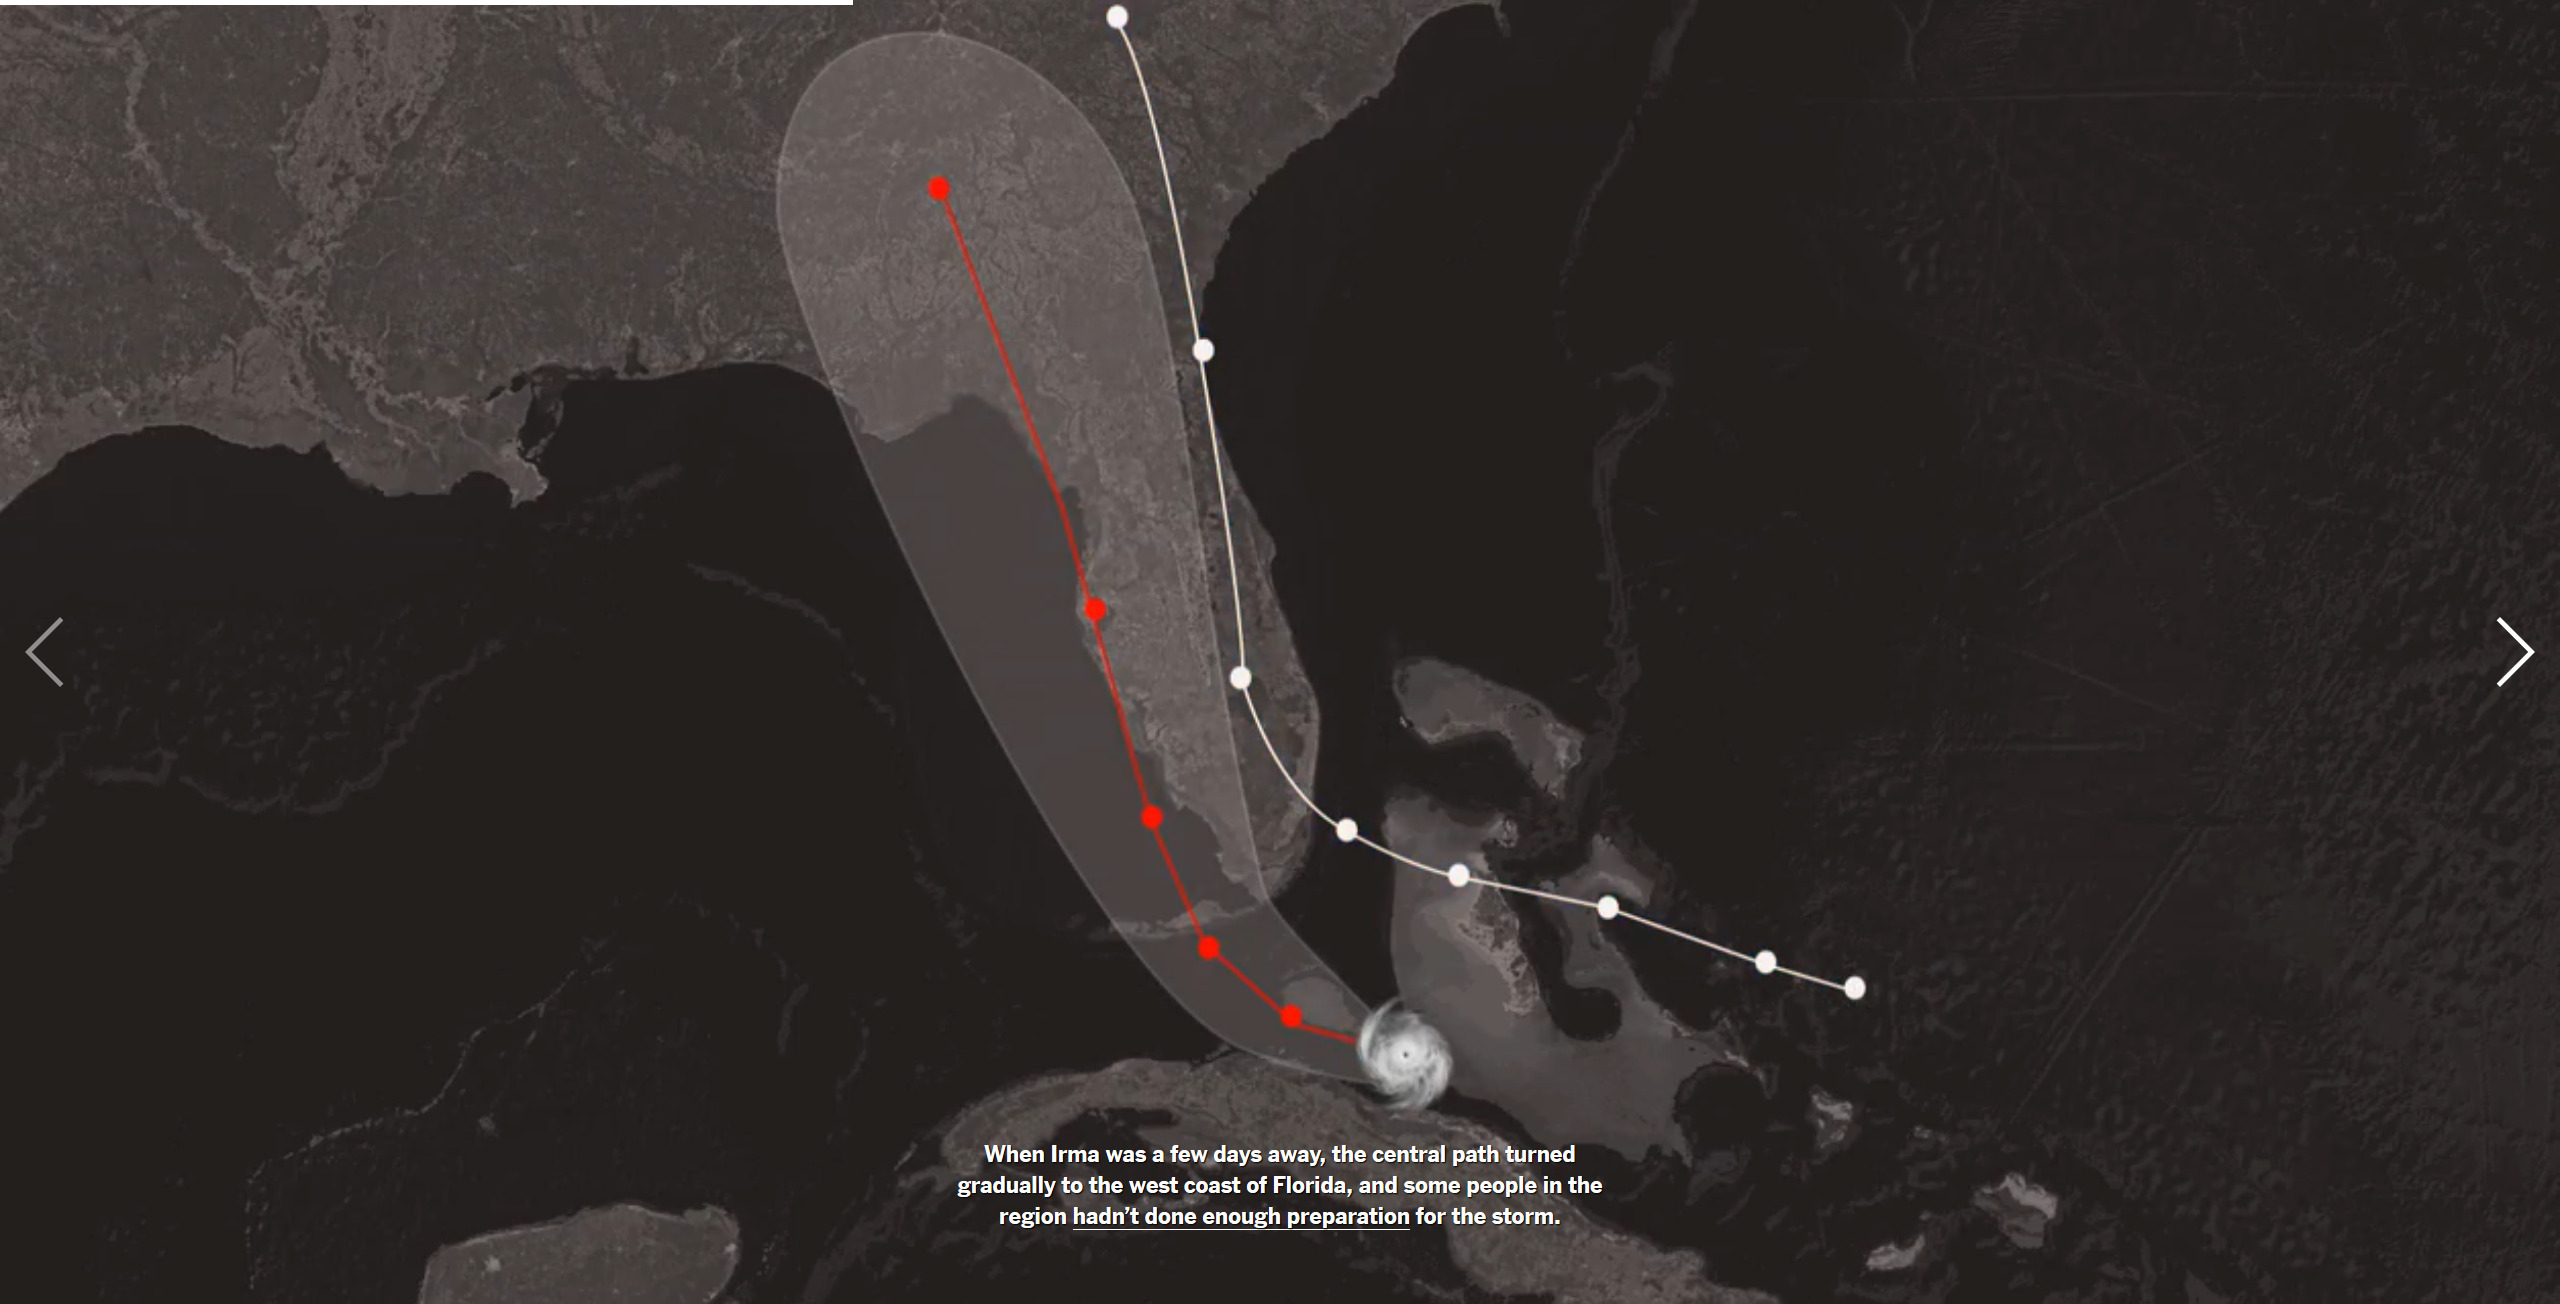 When Irma was a few days away, the central path turned
gradually to the west coast of Florida, and some people in the
region hadn’t done enough preparation for the storm.